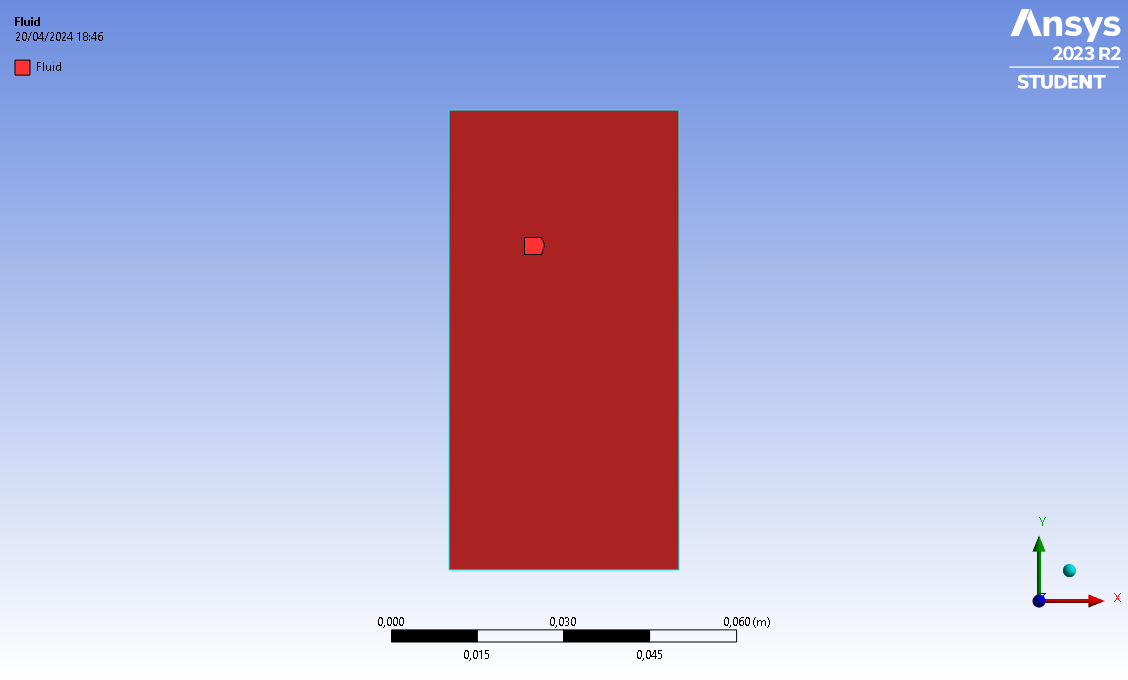 Fluid
20/04/2024 18:46
Fluid
Ansys
2023 R2
STUDENT
Y
Z
X
0,000 0,030 0,060 (m)
0,015 0,045